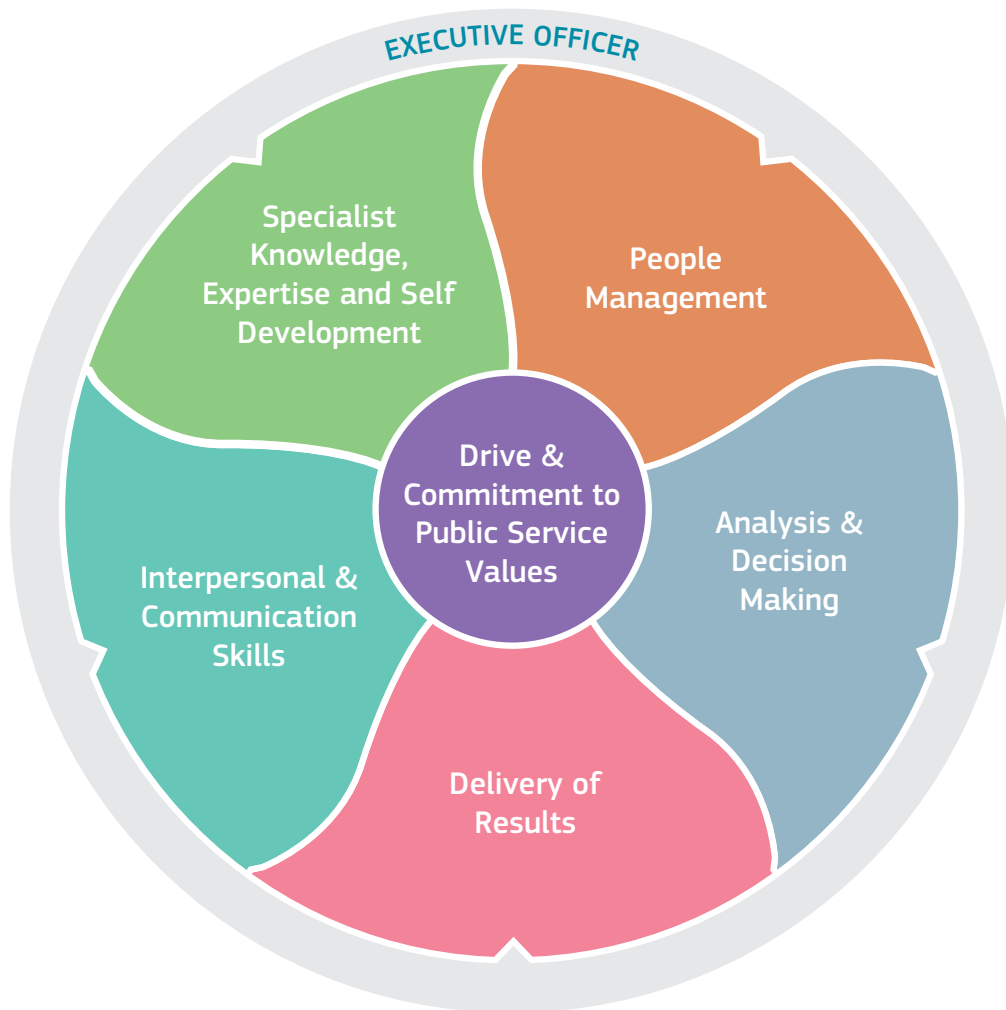 EXECUTIVE OFFICER
Specialist
Knowledge,
Expertise and Self
Development
People
Management
Drive &
Commitment to
Public Service
Values
Analysis &
Decision
Making
Interpersonal &
Communication
Skills
Delivery of
Results